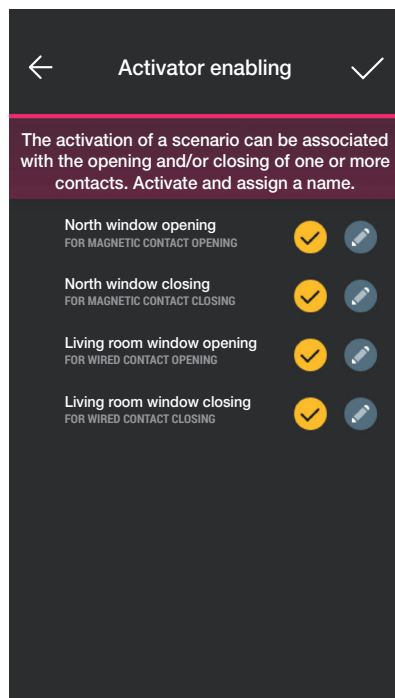 Activator enabling
The activation of a scenario can be associated
with the opening and/or closing of one or more
contacts. Activate and assign a name.
North window opening
FOR MAGNETIC CONTACT OPENING
North window closing
FOR MAGNETIC CONTACT CLOSING
Living room window opening
FOR WIRED CONTACT OPENING
Living room window closing
FOR WIRED CONTACT CLOSING